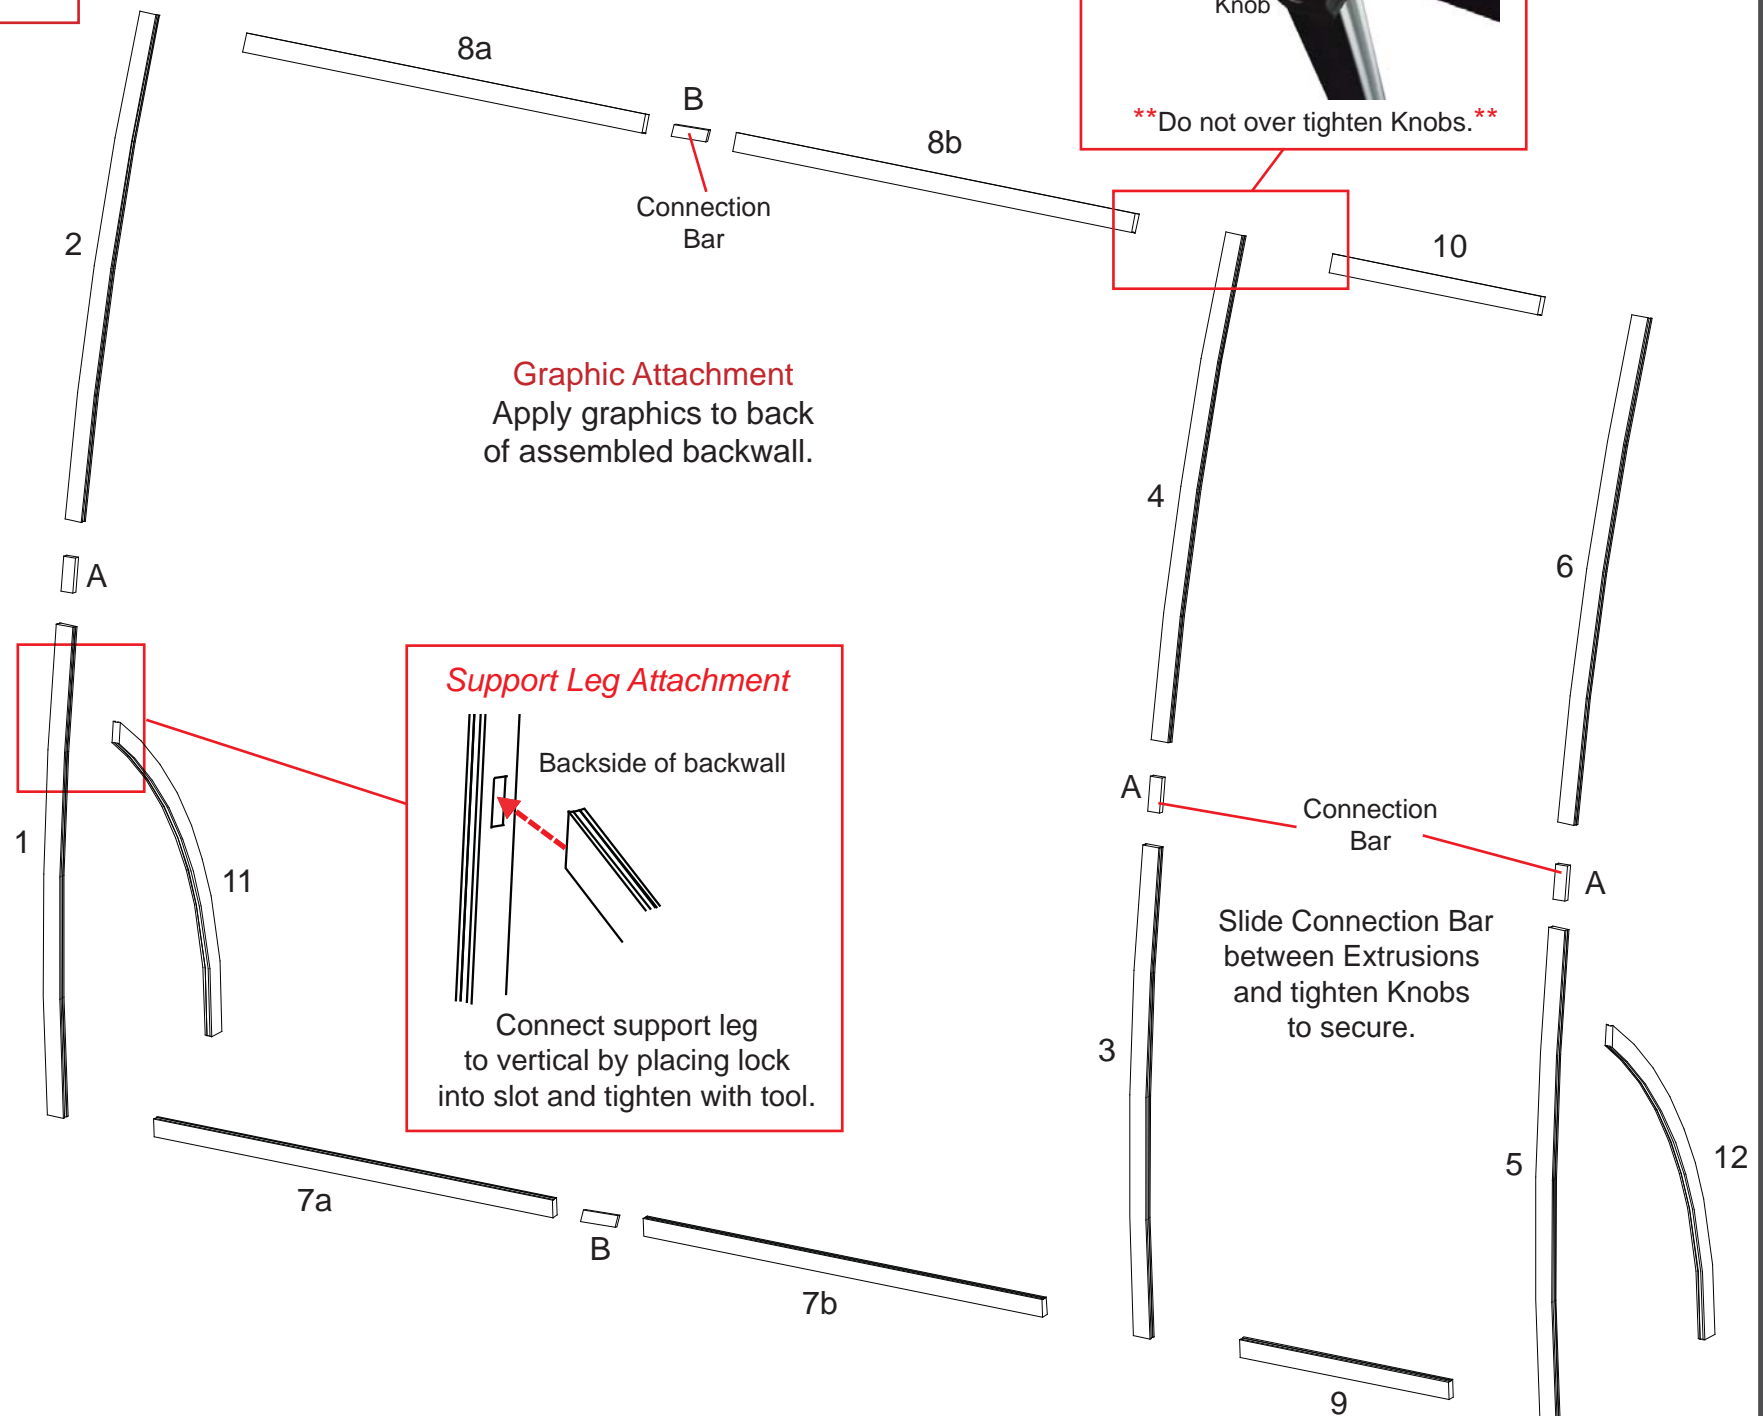 Knob
**Do not over tighten Knobs.**
8a
B
8b
Connection
Bar
2
10
Graphic Attachment
Apply graphics to back
of assembled backwall.
4
6
A
Support Leg Attachment
Backside of backwall
A
Connection
Bar
A
1
11
Slide Connection Bar
between Extrusions
and tighten Knobs
to secure.
Connect support leg
to vertical by placing lock
into slot and tighten with tool.
3
5
12
7a
B
7b
9